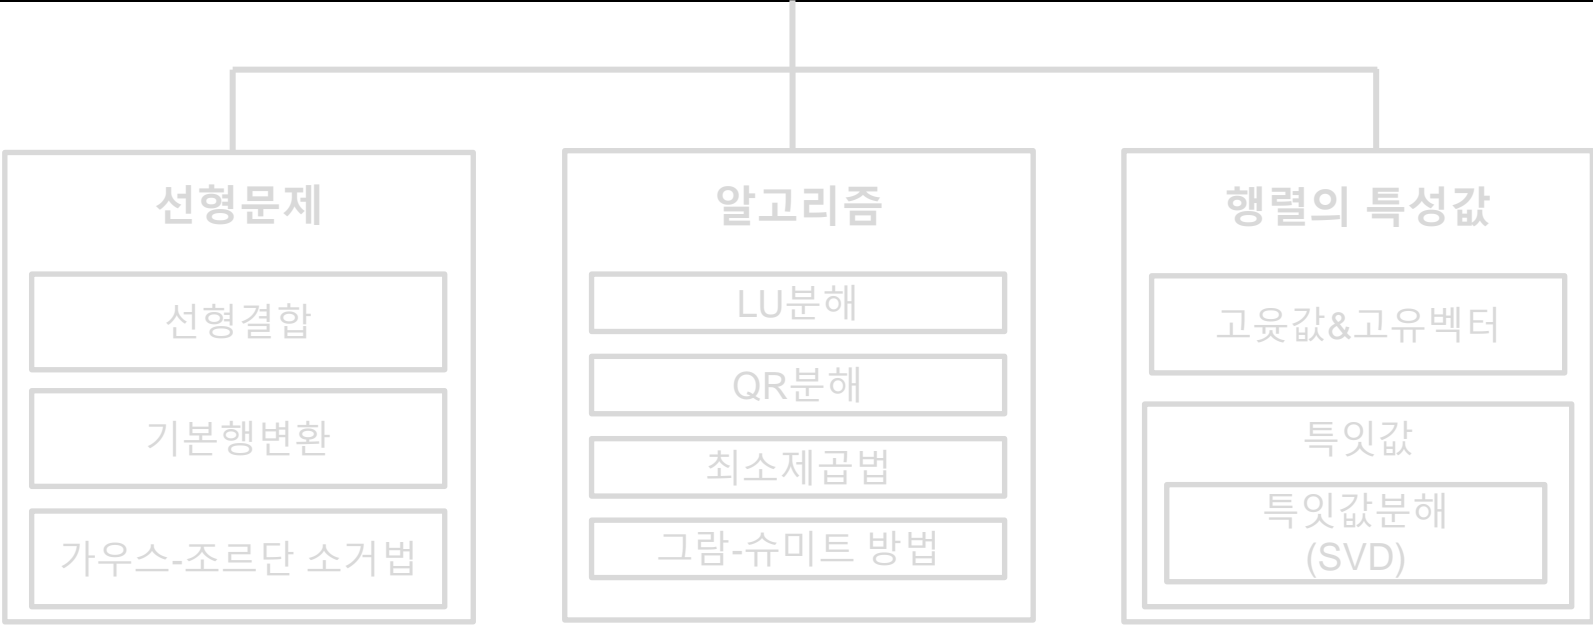 선형문제
선형결합
기본행변환
가우스-조르단 소거법
알고리즘
LU분해
QR분해
최소제곱법
그람-슈미트 방법
행렬의 특성값
고윳값&고유벡터
특잇값
특잇값분해
(SVD)